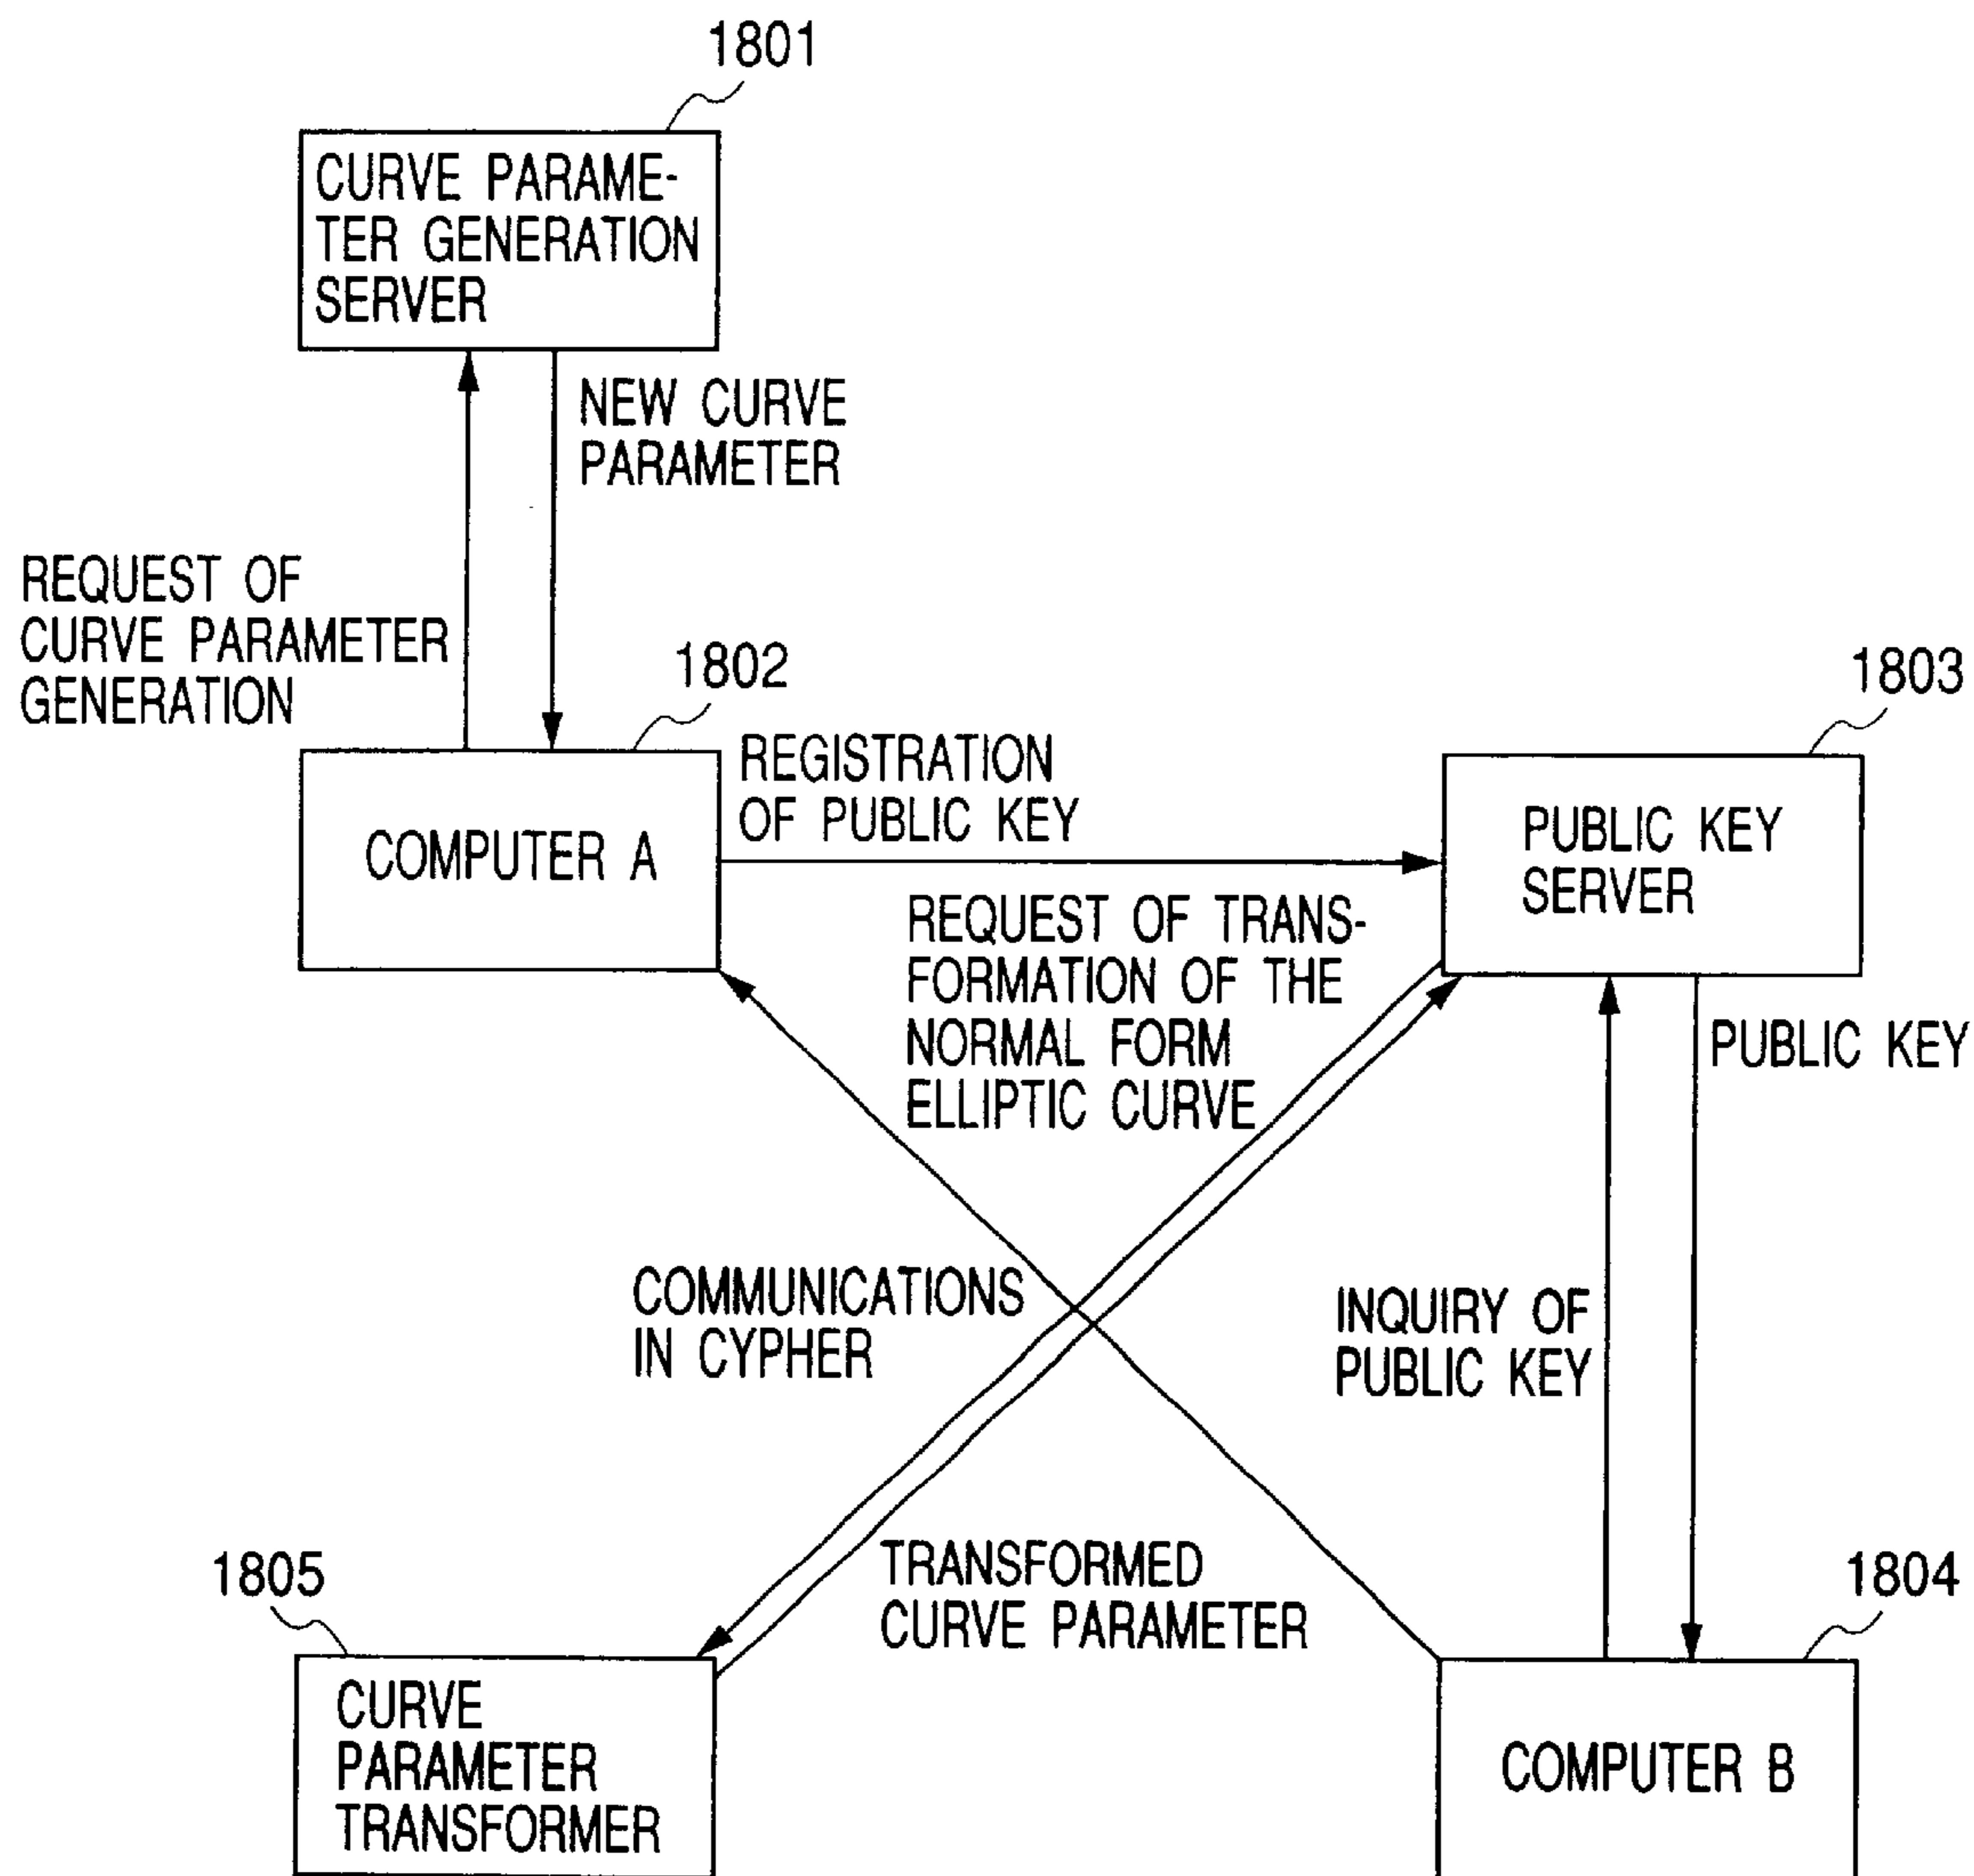 1801
CURVE PARAME-
TER GENERATION
SERVER
NEW CURVE
PARAMETER
REQUEST OF
CURVE PARAMETER
GENERATION
1802
1803
REGISTRATION
OF PUBLIC KEY
COMPUTER A
PUBLIC KEY
SERVER
REQUEST OF TRANS-
FORMATION OF THE
NORMAL FORM
ELLIPTIC CURVE
PUBLIC KEY
COMMUNICATIONS
IN CYPHER
INQUIRY OF
PUBLIC KEY
TRANSFORMED
CURVE PARAMETER
1805
1804
CURVE
PARAMETER
TRANSFORMER
COMPUTER B